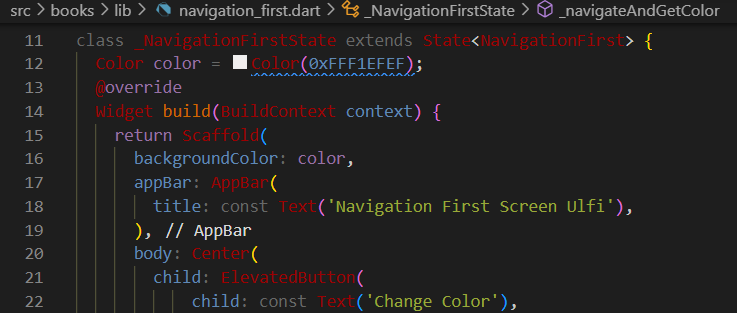 src > books > lib > navigation_first.dart > _NavigationFirstState > _navigateAndGetColor
11 class _NavigationFirstState extends State<NavigationFirst> {
12   Color color = Color(0xFFF1EFEF);
13   @override
14   Widget build(BuildContext context) {
15     return Scaffold(
16       backgroundColor: color,
17       appBar: AppBar(
18         title: const Text('Navigation First Screen Ulfi'),
19       ), // AppBar
20       body: Center(
21         child: ElevatedButton(
22             child: const Text('Change Color'),